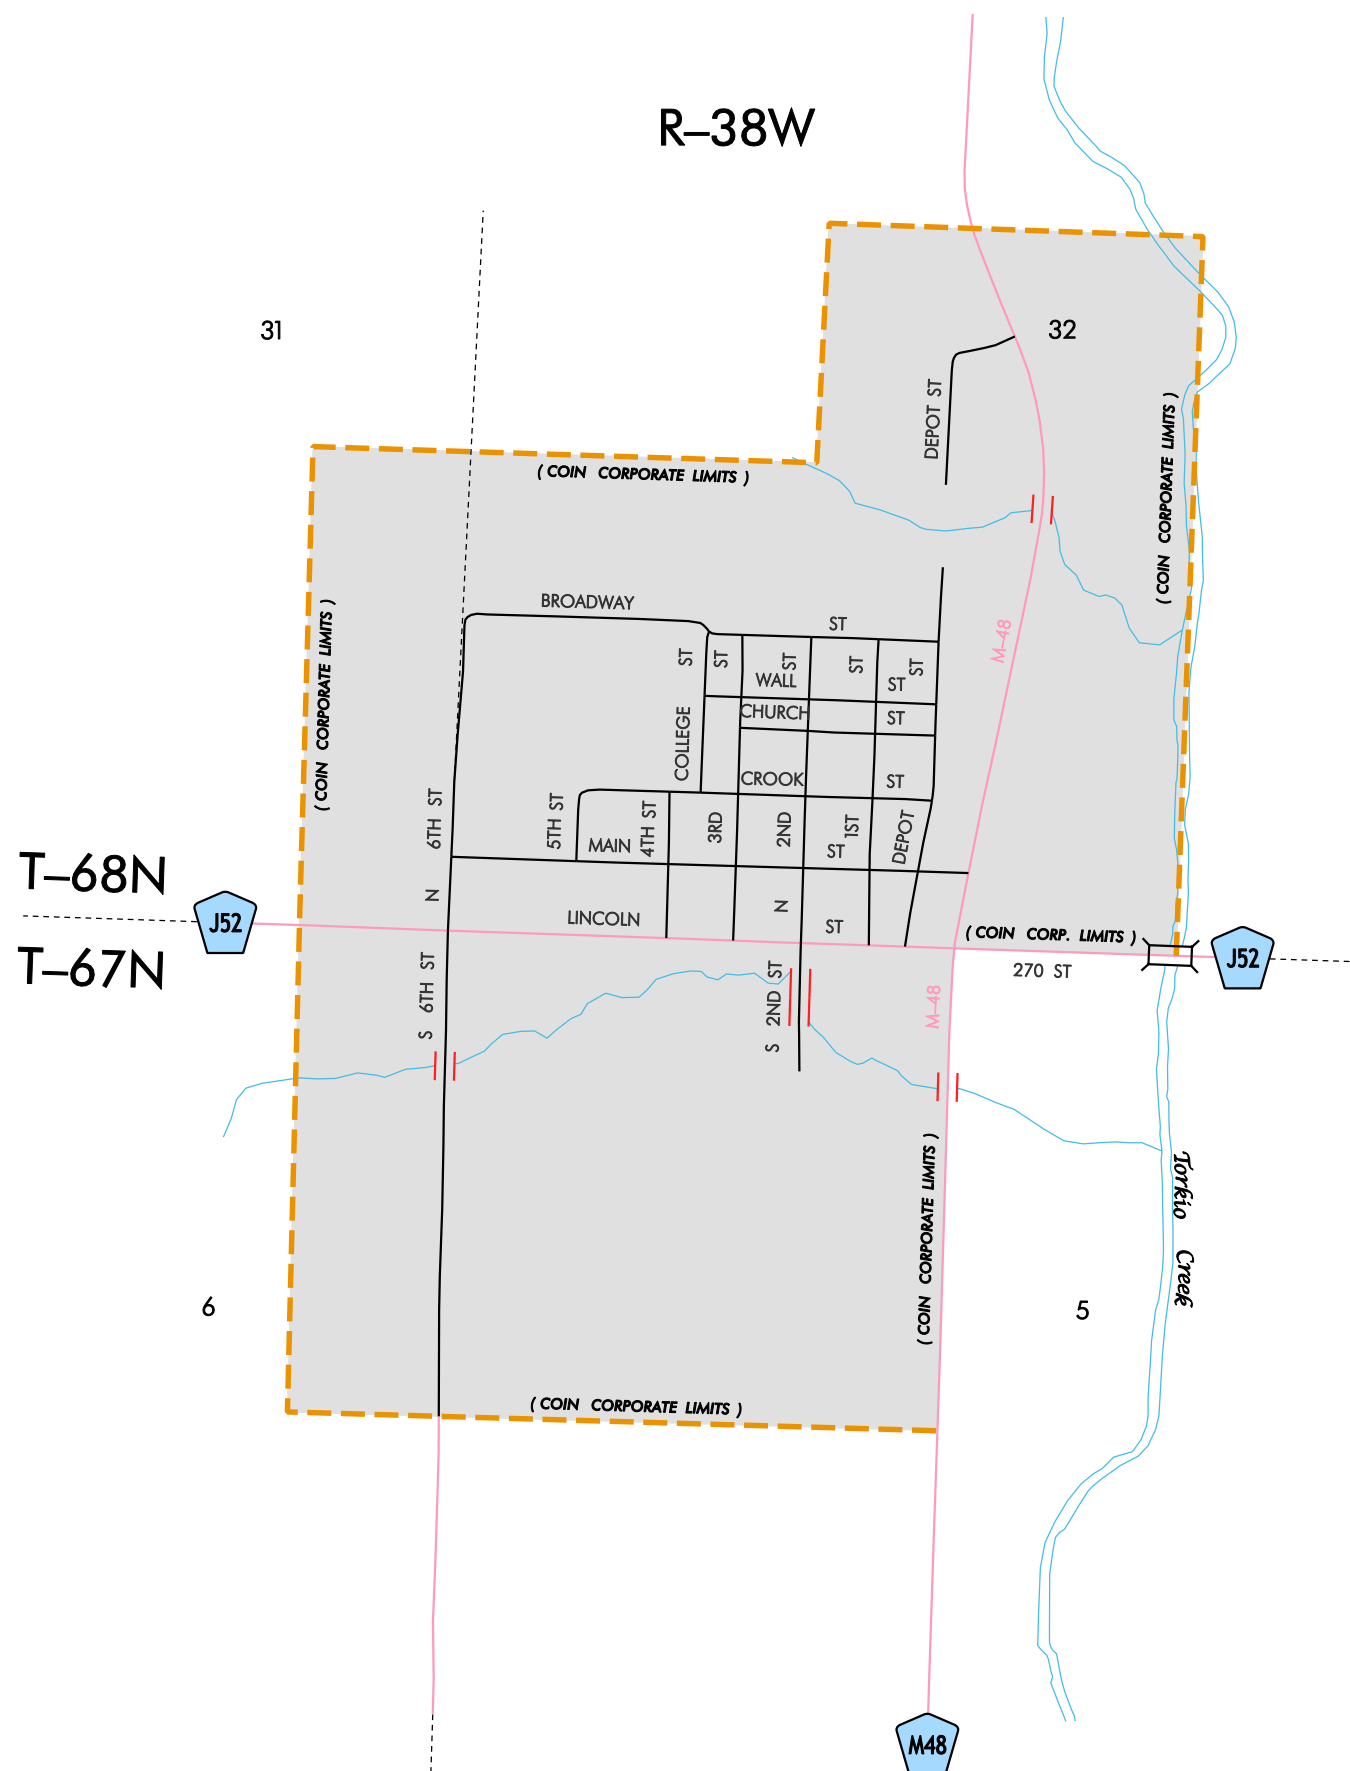 R–38W
31
32
DEPOT ST
( COIN CORPORATE LIMITS )
( COIN CORPORATE LIMITS )
( COIN CORPORATE LIMITS )
BROADWAY ST
M–48
COLLEGE ST
3RD ST
N 2ND ST
1ST ST
DEPOT ST
WALL ST
CHURCH ST
CROOK ST
N 6TH ST
5TH ST
4TH ST
MAIN ST
T–68N
J52
LINCOLN ST
( COIN CORP. LIMITS )
270 ST
J52
T–67N
S 6TH ST
S 2ND ST
M–48
( COIN CORPORATE LIMITS )
Torkio Creek
6
5
( COIN CORPORATE LIMITS )
M48